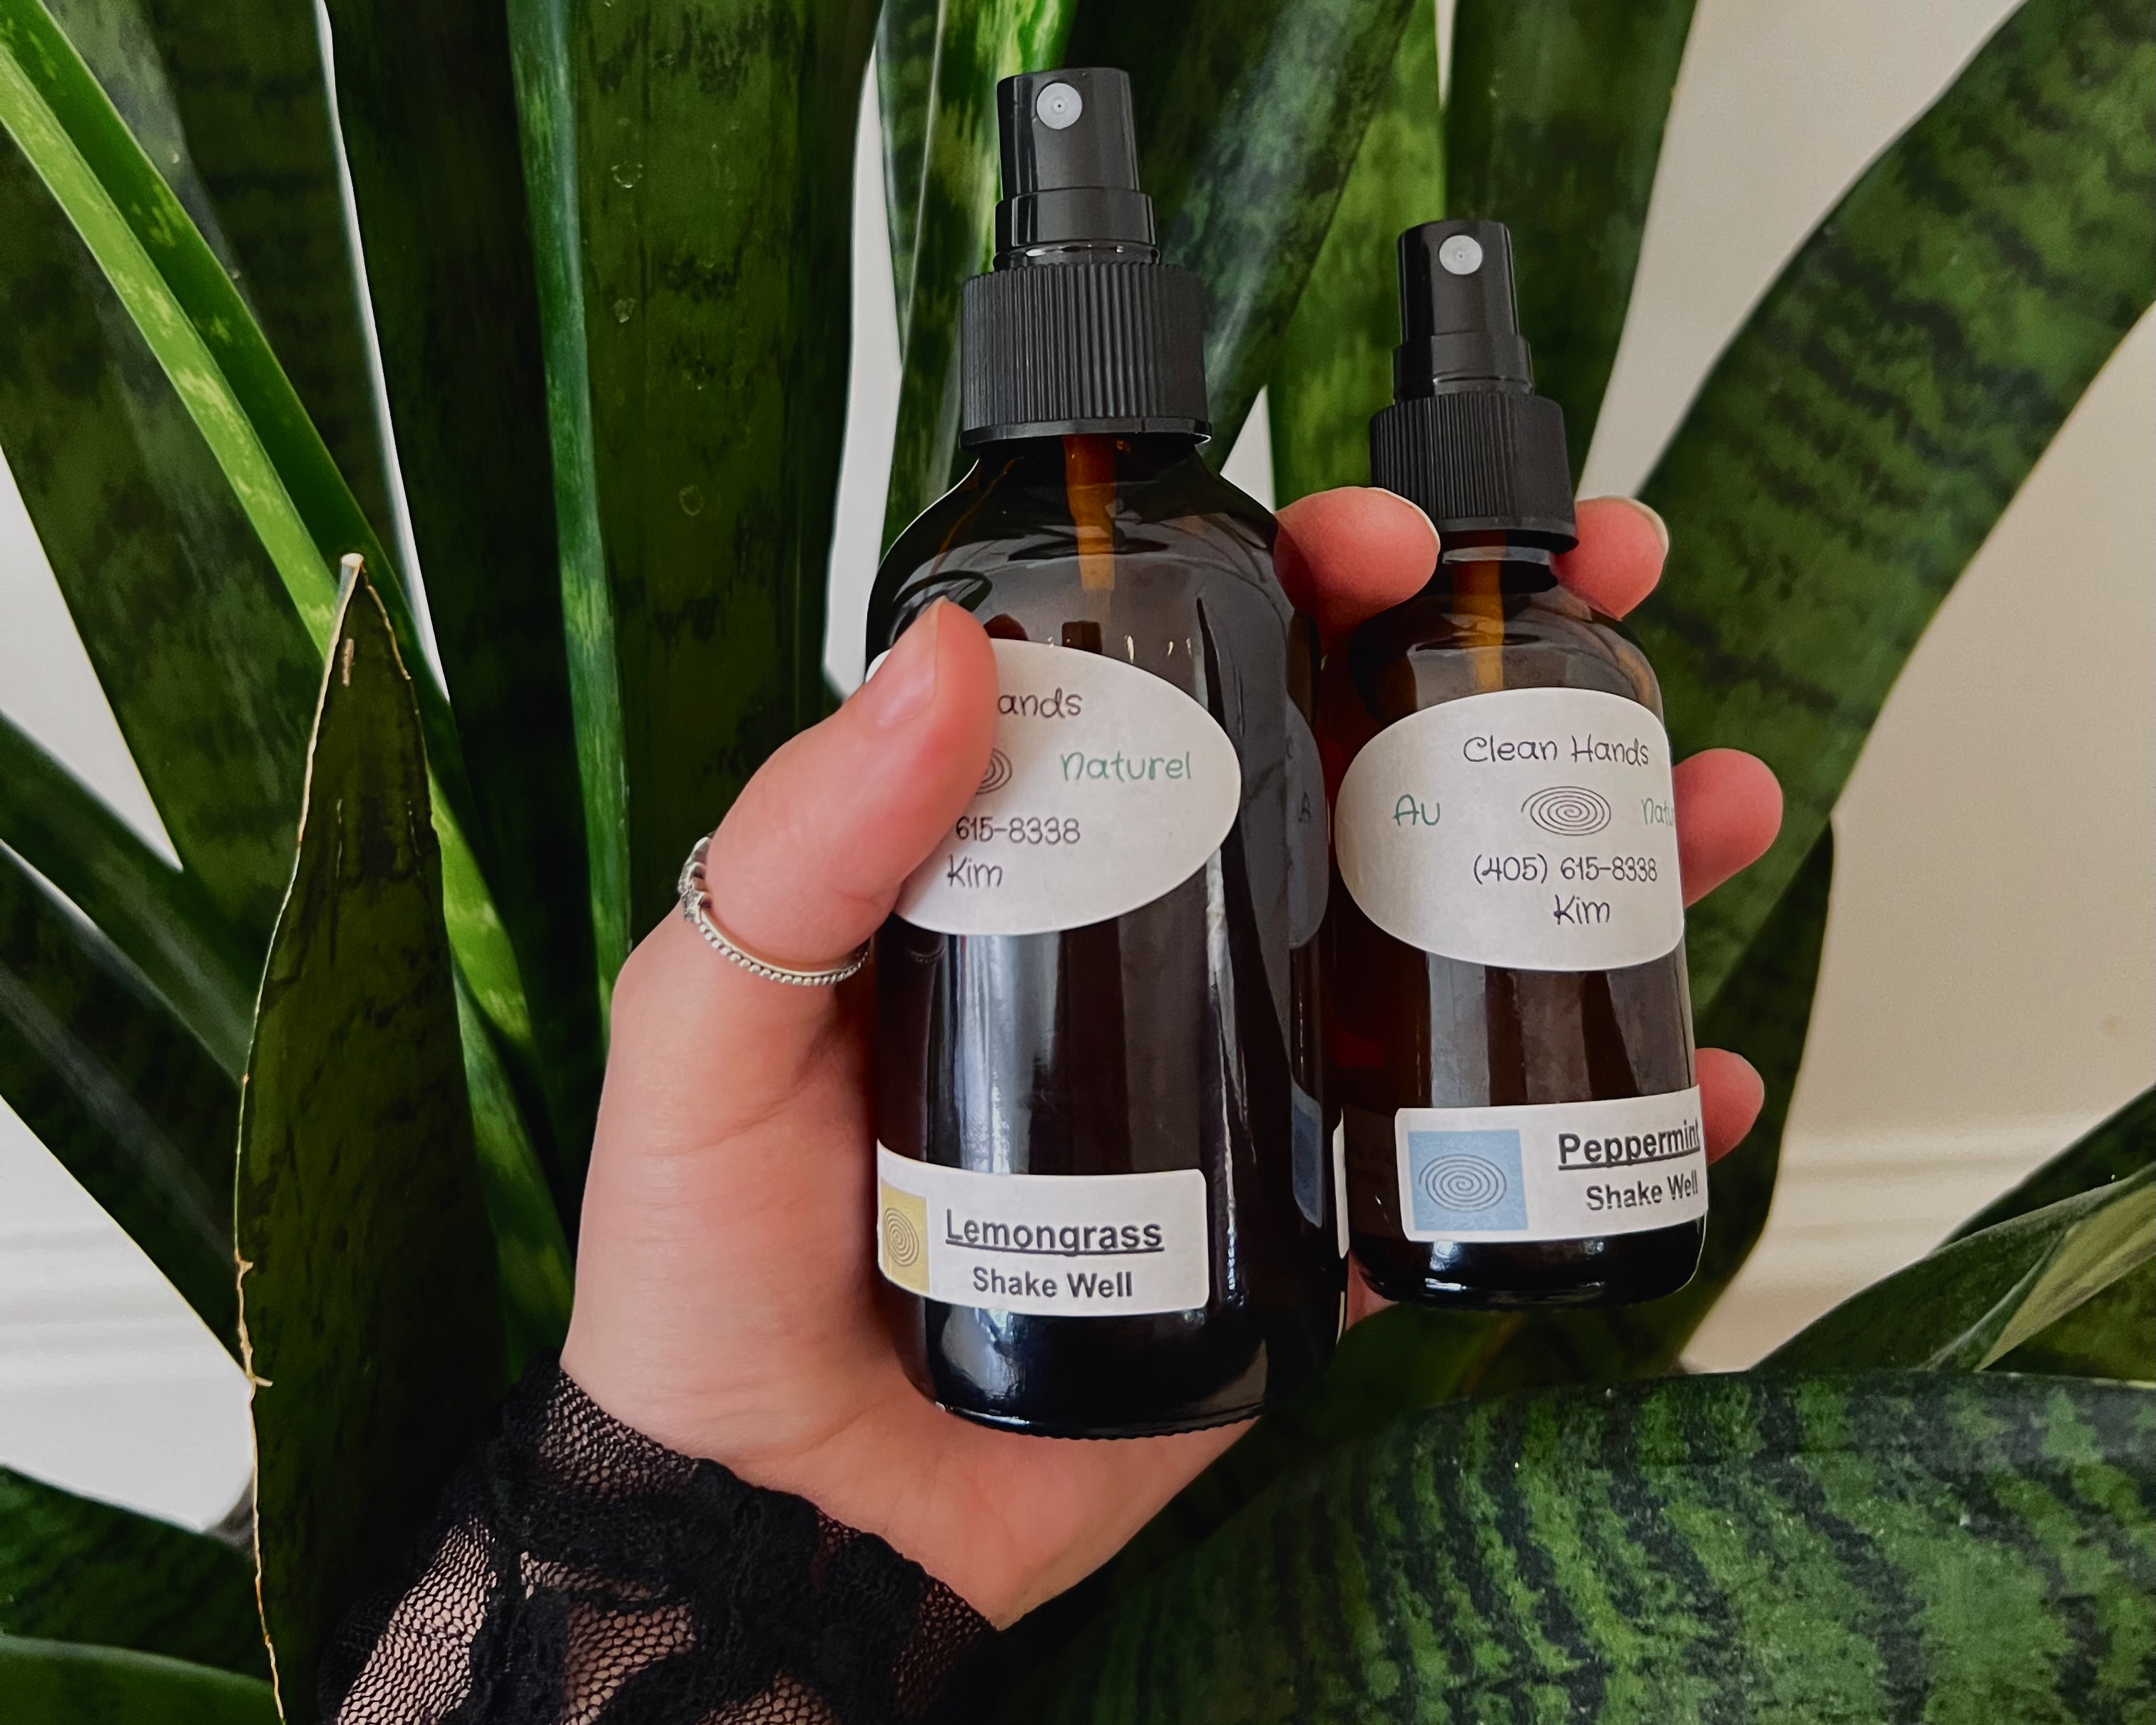 ands
Naturel
615-8338
Kim
Lemongrass
Shake Well
Clean Hands
Au Natu
(405) 615-8338
Kim
Peppermint
Shake Well